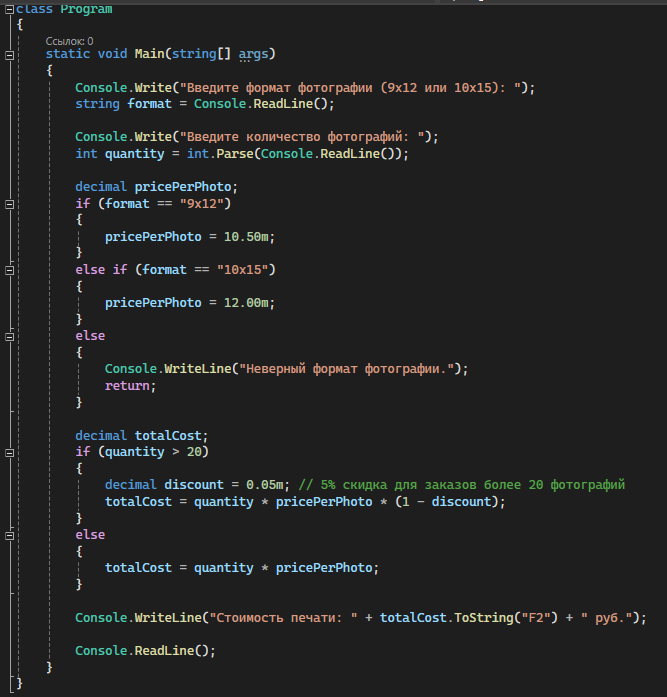 class Program
{
Ссылок: 0
static void Main(string[] args)
{
Console.Write("Введите формат фотографии (9x12 или 10x15): ");
string format = Console.ReadLine();
Console.Write("Введите количество фотографий: ");
int quantity = int.Parse(Console.ReadLine());
decimal pricePerPhoto;
if (format == "9x12")
{
pricePerPhoto = 10.50m;
}
else if (format == "10x15")
{
pricePerPhoto = 12.00m;
}
else
{
Console.WriteLine("Неверный формат фотографии.");
return;
}
decimal totalCost;
if (quantity > 20)
{
decimal discount = 0.05m; // 5% скидка для заказов более 20 фотографий
totalCost = quantity * pricePerPhoto * (1 - discount);
}
else
{
totalCost = quantity * pricePerPhoto;
}
Console.WriteLine("Стоимость печати: " + totalCost.ToString("F2") + " руб.");
Console.ReadLine();
}
}